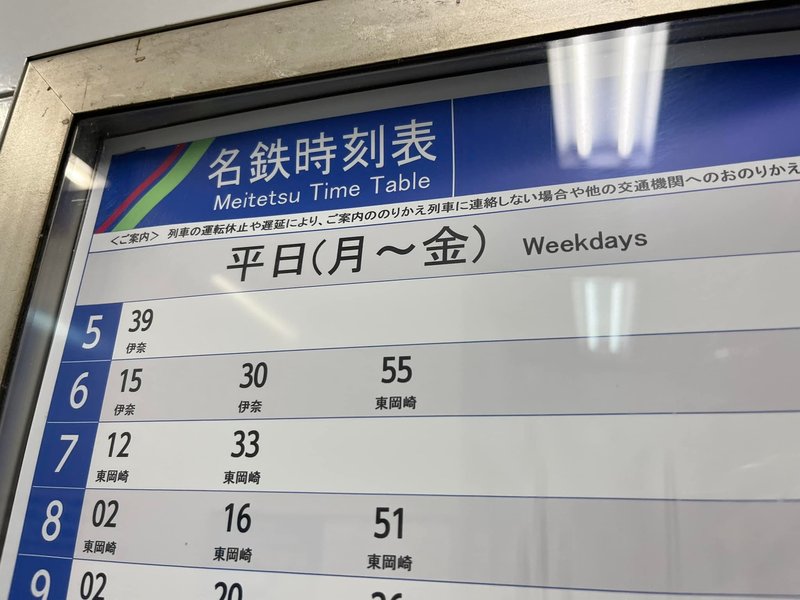 名鉄時刻表
Meitetsu Time Table
<ご案内> 列車の運転休止や遅延により、ご案内ののりかえ列車に連絡しない場合や他の交通機関へのおのりかえ
平日(月～金) Weekdays
5 39
伊奈
6 15 30 55
伊奈 伊奈 東岡崎
7 12 33
東岡崎 東岡崎
8 02 16 51
東岡崎 東岡崎 東岡崎
9 02 20